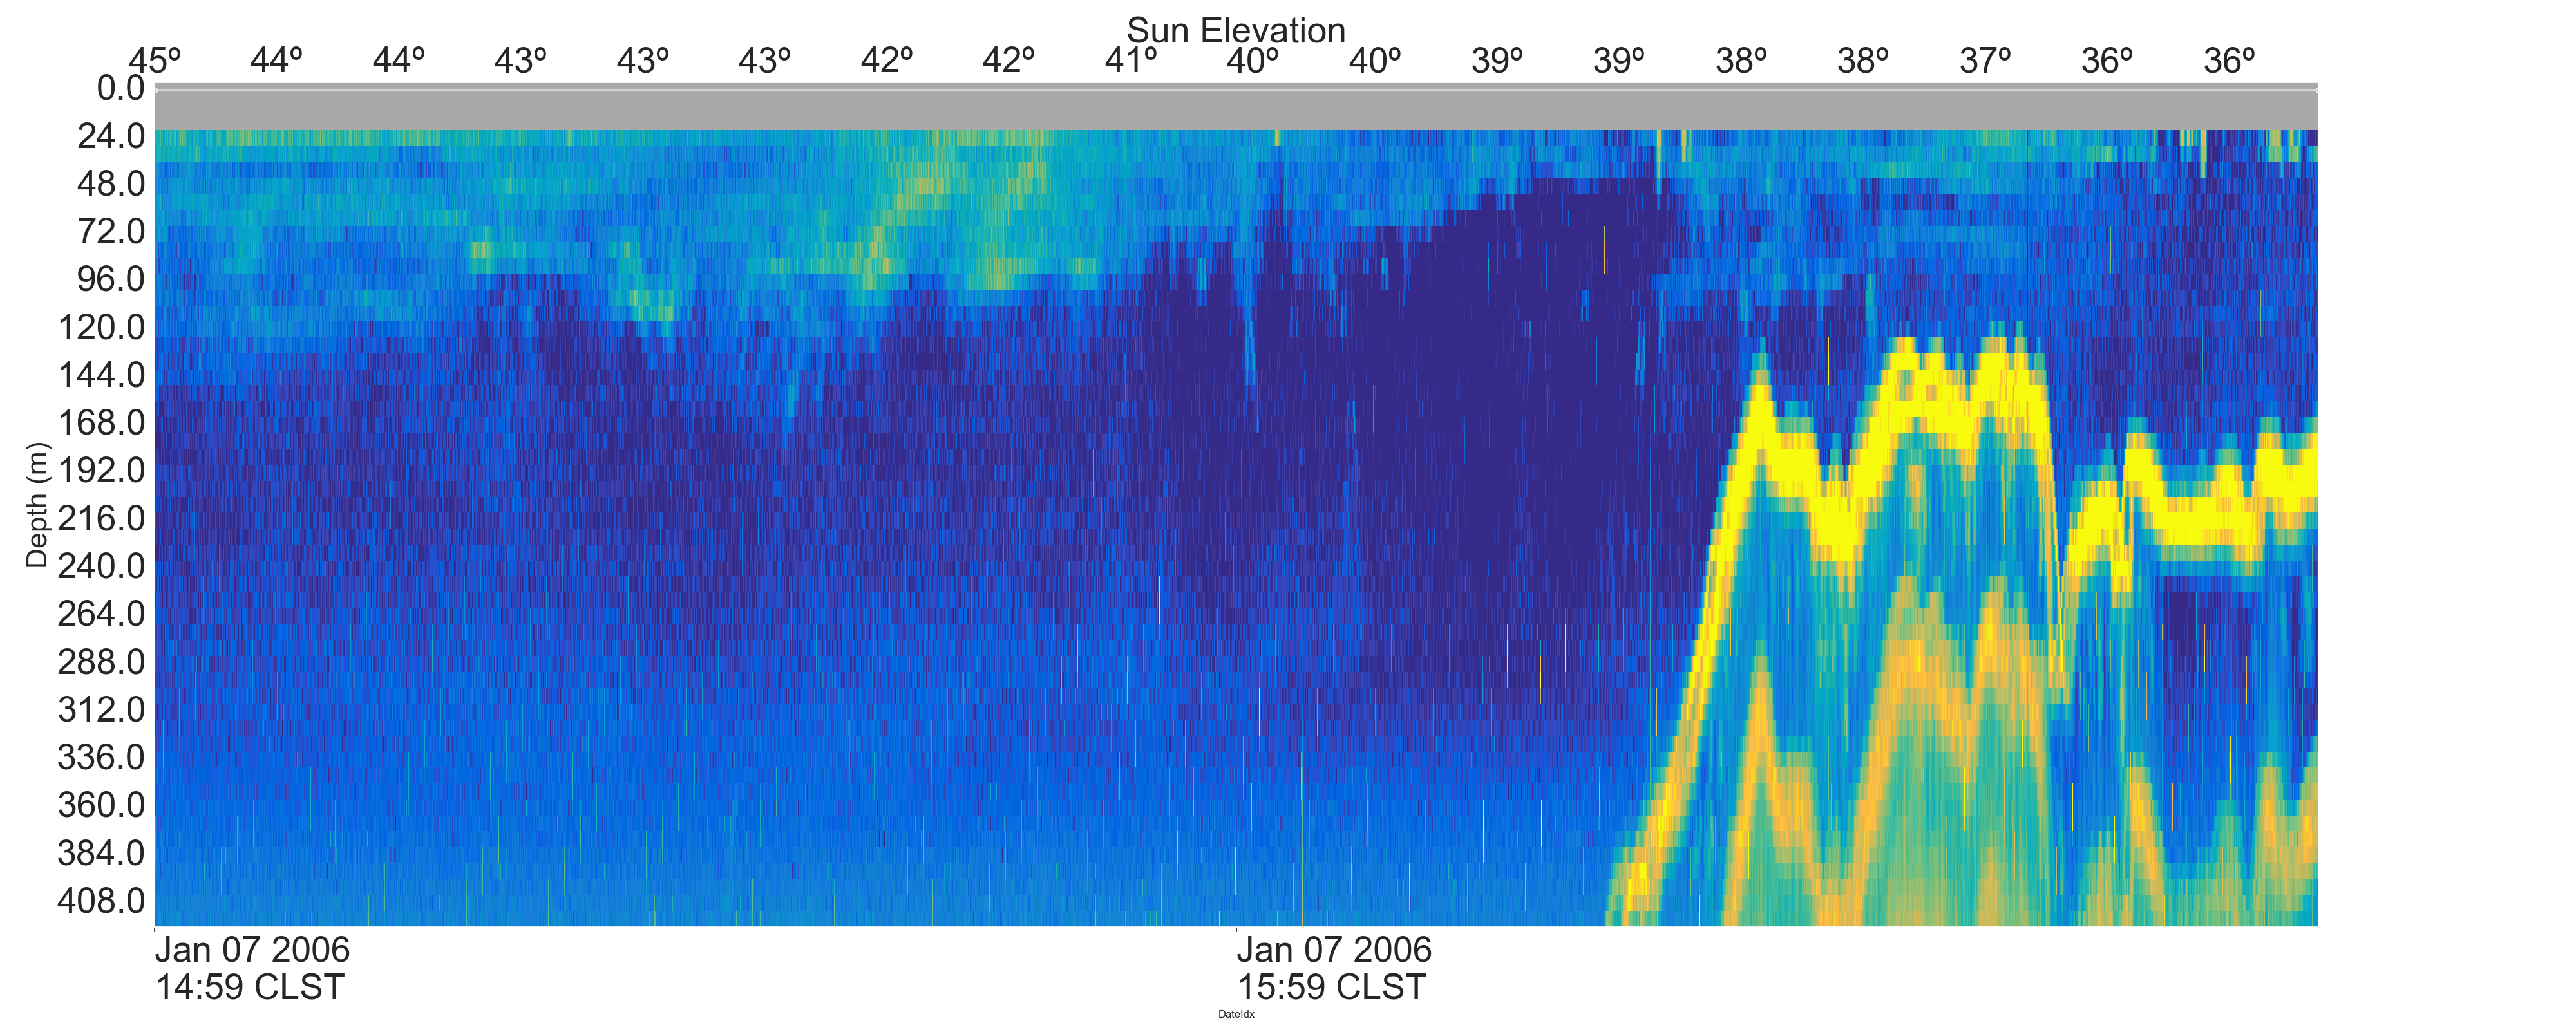 Sun Elevation
45º 44º 44º 43º 43º 43º 42º 42º 41º 40º 40º 39º 39º 38º 38º 37º 36º 36º
0.0
24.0
48.0
72.0
96.0
120.0
144.0
168.0
192.0
216.0
240.0
264.0
288.0
312.0
336.0
360.0
384.0
408.0
Depth (m)
Jan 07 2006
14:59 CLST
Jan 07 2006
15:59 CLST
DateIdx